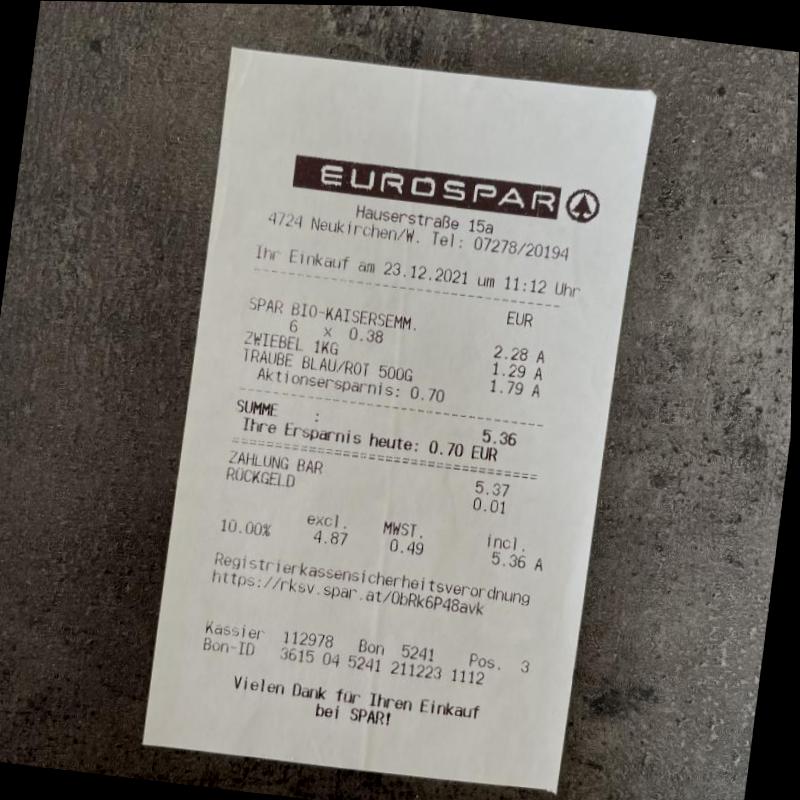 EUROSPAR
Hauserstraße 15a
4724 Neukirchen/W. Tel: 07278/20194
Ihr Einkauf am 23.12.2021 um 11:12 Uhr
EUR
SPAR BIO-KAISERSEMM.
6 x 0.38 2.28 A
ZWIEBEL 1KG 1.29 A
TRAUBE BLAU/ROT 500G 1.79 A
Aktionsersparnis: 0.70
SUMME : 5.36
Ihre Ersparnis heute: 0.70 EUR
ZAHLUNG BAR 5.37
RÜCKGELD 0.01
excl. MWST. incl.
10.00% 4.87 0.49 5.36 A
Registrierkassensicherheitsverordnung
https://rksv.spar.at/ObRk6P48avk
Kassier 112978 Bon 5241 Pos. 3
Bon-ID 3615 04 5241 211223 1112
Vielen Dank für Ihren Einkauf
bei SPAR!